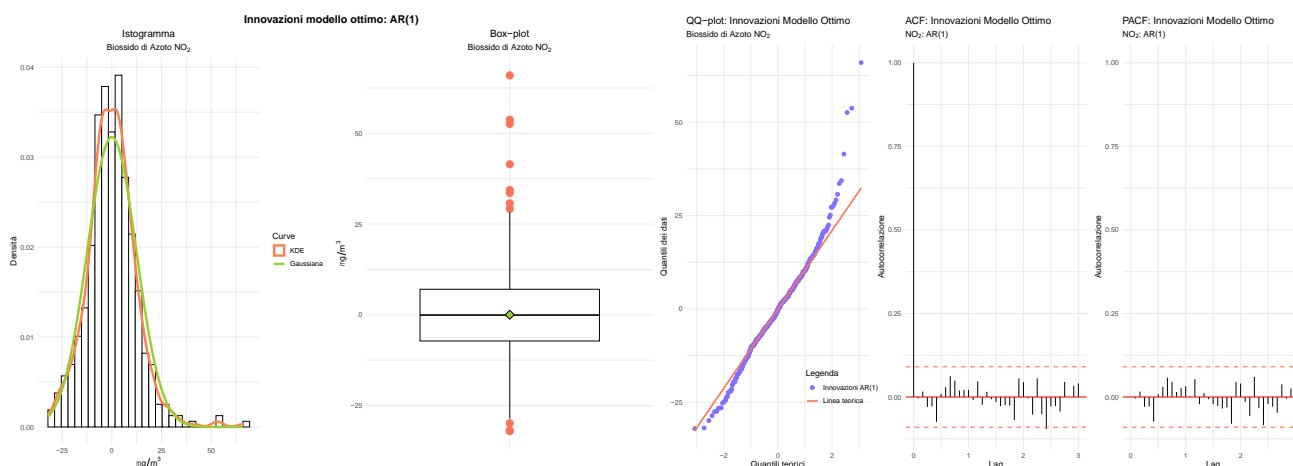 Innovazioni modello ottimo: AR(1)
Istogramma
Biossido di Azoto NO₂
0.04
0.03
0.02
0.01
0.00
Densità
−25
0
25
50
mg/m³
Curve
KDE
Gaussiana
Box−plot
Biossido di Azoto NO₂
50
0
−25
mg/m³
QQ−plot: Innovazioni Modello Ottimo
Biossido di Azoto NO₂
50
25
0
−25
Quantili dei dati
−2
0
2
Quantili teorici
Legenda
Innovazioni AR(1)
Linea teorica
ACF: Innovazioni Modello Ottimo
NO₂: AR(1)
1.00
0.75
0.50
0.25
0.00
Autocorrelazione
0
1
2
3
Lag
PACF: Innovazioni Modello Ottimo
NO₂: AR(1)
1.00
0.75
0.50
0.25
0.00
Autocorrelazione
0
1
2
Lag